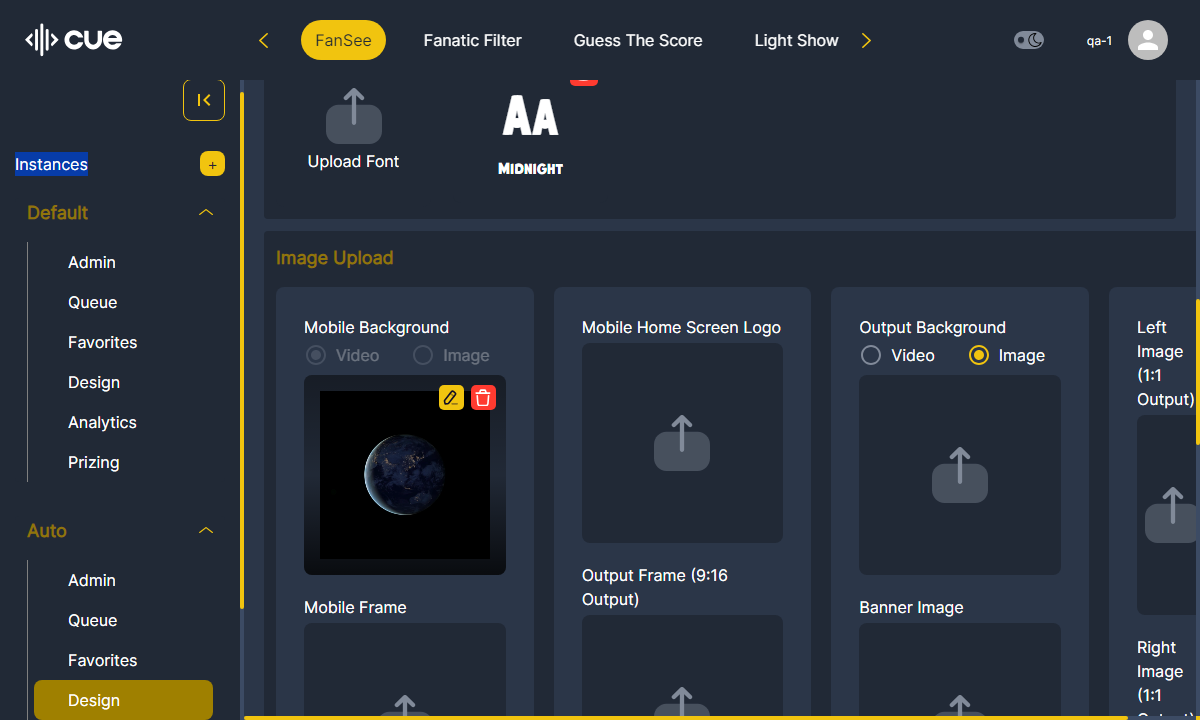 cue
FanSee
Fanatic Filter
Guess The Score
Light Show
qa-1
Instances
+
Default
Admin
Queue
Favorites
Design
Analytics
Prizing
Auto
Admin
Queue
Favorites
Design
Upload Font
AA
MIDNIGHT
Image Upload
Mobile Background
Video
Image
Mobile Frame
Mobile Home Screen Logo
Output Frame (9:16
Output)
Output Background
Video
Image
Banner Image
Left
Image
(1:1
Output)
Right
Image
(1:1
Output)